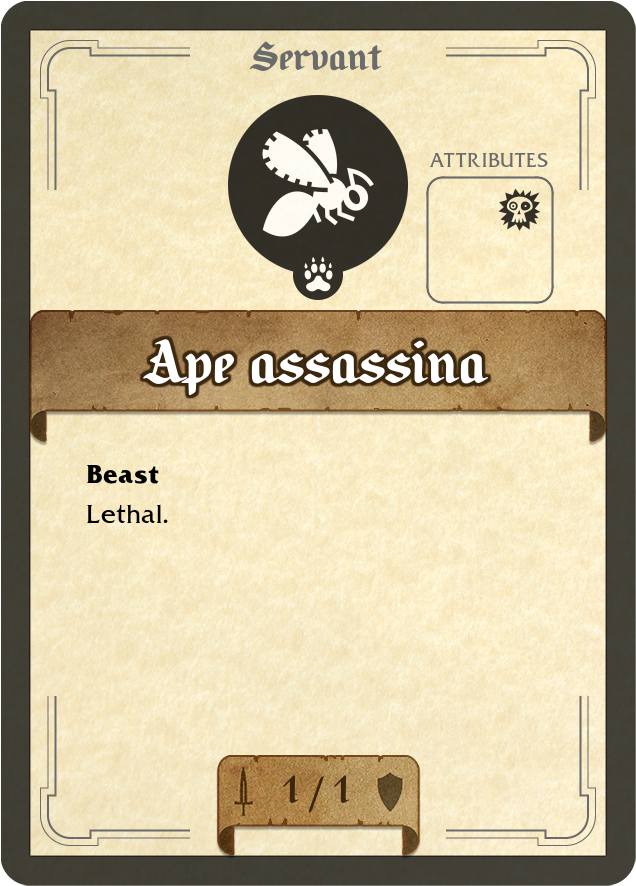 Servant
ATTRIBUTES
Ape assassina
Beast
Lethal.
1/1